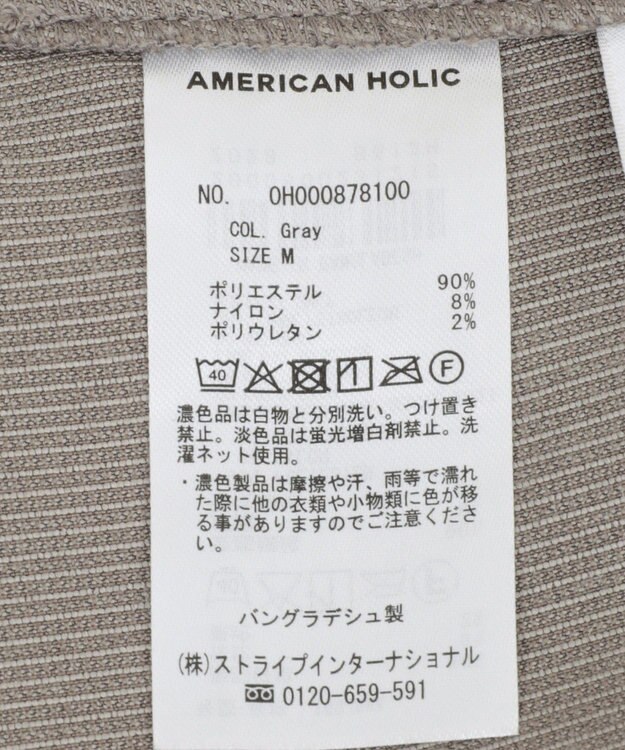 AMERICAN HOLIC
NO. 0H000878100
COL. Gray
SIZE M
ポリエステル 90%
ナイロン 8%
ポリウレタン 2%
40 F
濃色品は白物と分別洗い。つけ置き
禁止。淡色品は蛍光増白剤禁止。洗
濯ネット使用。
・濃色製品は摩擦や汗、雨等で濡れ
た際に他の衣類や小物類に色が移
る事がありますのでご注意くださ
い。
バングラデシュ製
(株)ストライプインターナショナル
0120-659-591